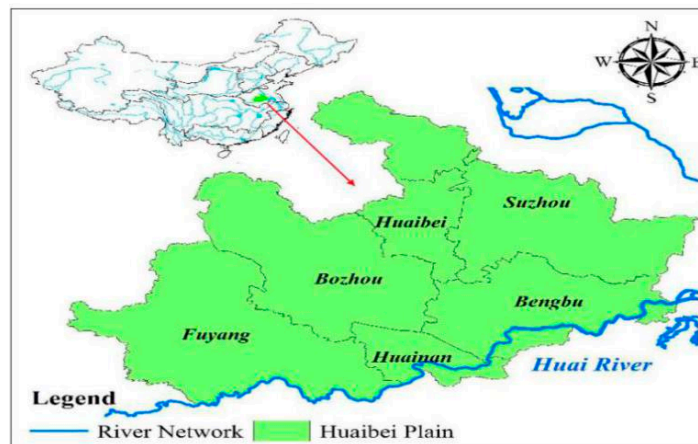 N
W E
S
Suzhou
Huaibei
Bozhou
Bengbu
Fuyang
Huainan
Huai River
Legend
River Network
Huaibei Plain